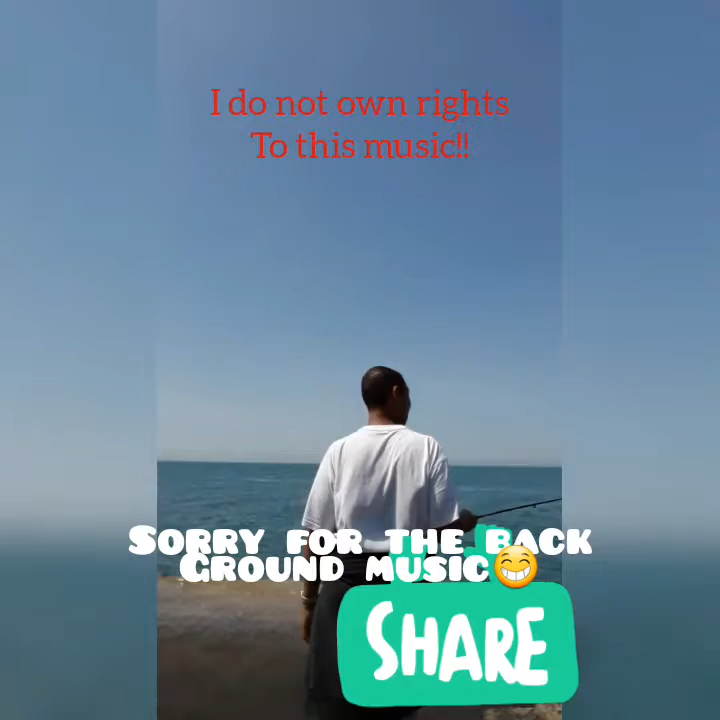 I do not own rights
To this music!!
SORRY FOR THE BACK
GROUND MUSIC😁
SHARE